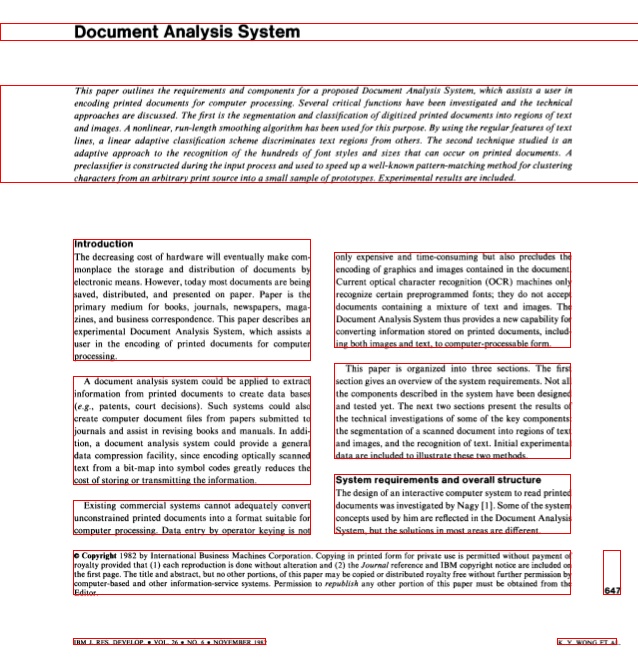 Document Analysis System
This paper outlines the requirements and components for a proposed Document Analysis System, which assists a user in
encoding printed documents for computer processing. Several critical functions have been investigated and the technical
approaches are discussed. The first is the segmentation and classification of digitized printed documents into regions of text
and images. A nonlinear, run-length smoothing algorithm has been used for this purpose. By using the regular features of text
lines, a linear adaptive classification scheme discriminates text regions from others. The second technique studied is an
adaptive approach to the recognition of the hundreds of font styles and sizes that can occur on printed documents. A
preclassifier is constructed during the input process and used to speed up a well-known pattern-matching method for clustering
characters from an arbitrary print source into a small sample of prototypes. Experimental results are included.
Introduction
The decreasing cost of hardware will eventually make com-
monplace the storage and distribution of documents by
electronic means. However, today most documents are being
saved, distributed, and presented on paper. Paper is the
primary medium for books, journals, newspapers, maga-
zines, and business correspondence. This paper describes an
experimental Document Analysis System, which assists a
user in the encoding of printed documents for computer
processing.
A document analysis system could be applied to extract
information from printed documents to create data bases
(e.g., patents, court decisions). Such systems could also
create computer document files from papers submitted to
journals and assist in revising books and manuals. In addi-
tion, a document analysis system could provide a general
data compression facility, since encoding optically scanned
text from a bit-map into symbol codes greatly reduces the
cost of storing or transmitting the information.
Existing commercial systems cannot adequately convert
unconstrained printed documents into a format suitable for
computer processing. Data entry by operator keying is not
only expensive and time-consuming but also precludes the
encoding of graphics and images contained in the document.
Current optical character recognition (OCR) machines only
recognize certain preprogrammed fonts; they do not accept
documents containing a mixture of text and images. The
Document Analysis System thus provides a new capability for
converting information stored on printed documents, includ-
ing both images and text, to computer-processable form.
This paper is organized into three sections. The first
section gives an overview of the system requirements. Not all
the components described in the system have been designed
and tested yet. The next two sections present the results of
the technical investigations of some of the key components:
the segmentation of a scanned document into regions of text
and images, and the recognition of text. Initial experimental
data are included to illustrate these two methods.
System requirements and overall structure
The design of an interactive computer system to read printed
documents was investigated by Nagy [1]. Some of the system
concepts used by him are reflected in the Document Analysis
System, but the solutions in most areas are different.
© Copyright 1982 by International Business Machines Corporation. Copying in printed form for private use is permitted without payment of
royalty provided that (1) each reproduction is done without alteration and (2) the Journal reference and IBM copyright notice are included on
the first page. The title and abstract, but no other portions, of this paper may be copied or distributed royalty free without further permission by
computer-based and other information-service systems. Permission to republish any other portion of this paper must be obtained from the
Editor.
647
IBM J. RES. DEVELOP. • VOL. 26 • NO. 6 • NOVEMBER 1982
K. Y. WONG ET AL.